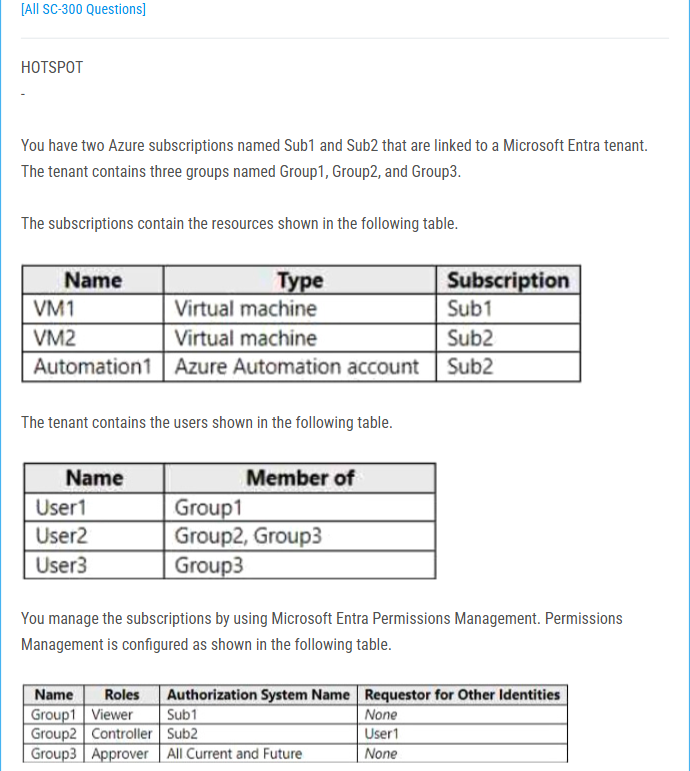 [All SC-300 Questions]
HOTSPOT
-
You have two Azure subscriptions named Sub1 and Sub2 that are linked to a Microsoft Entra tenant.
The tenant contains three groups named Group1, Group2, and Group3.
The subscriptions contain the resources shown in the following table.
Name Type Subscription
VM1 Virtual machine Sub1
VM2 Virtual machine Sub2
Automation1 Azure Automation account Sub2
The tenant contains the users shown in the following table.
Name Member of
User1 Group1
User2 Group2, Group3
User3 Group3
You manage the subscriptions by using Microsoft Entra Permissions Management. Permissions
Management is configured as shown in the following table.
Name Roles Authorization System Name Requestor for Other Identities
Group1 Viewer Sub1 None
Group2 Controller Sub2 User1
Group3 Approver All Current and Future None